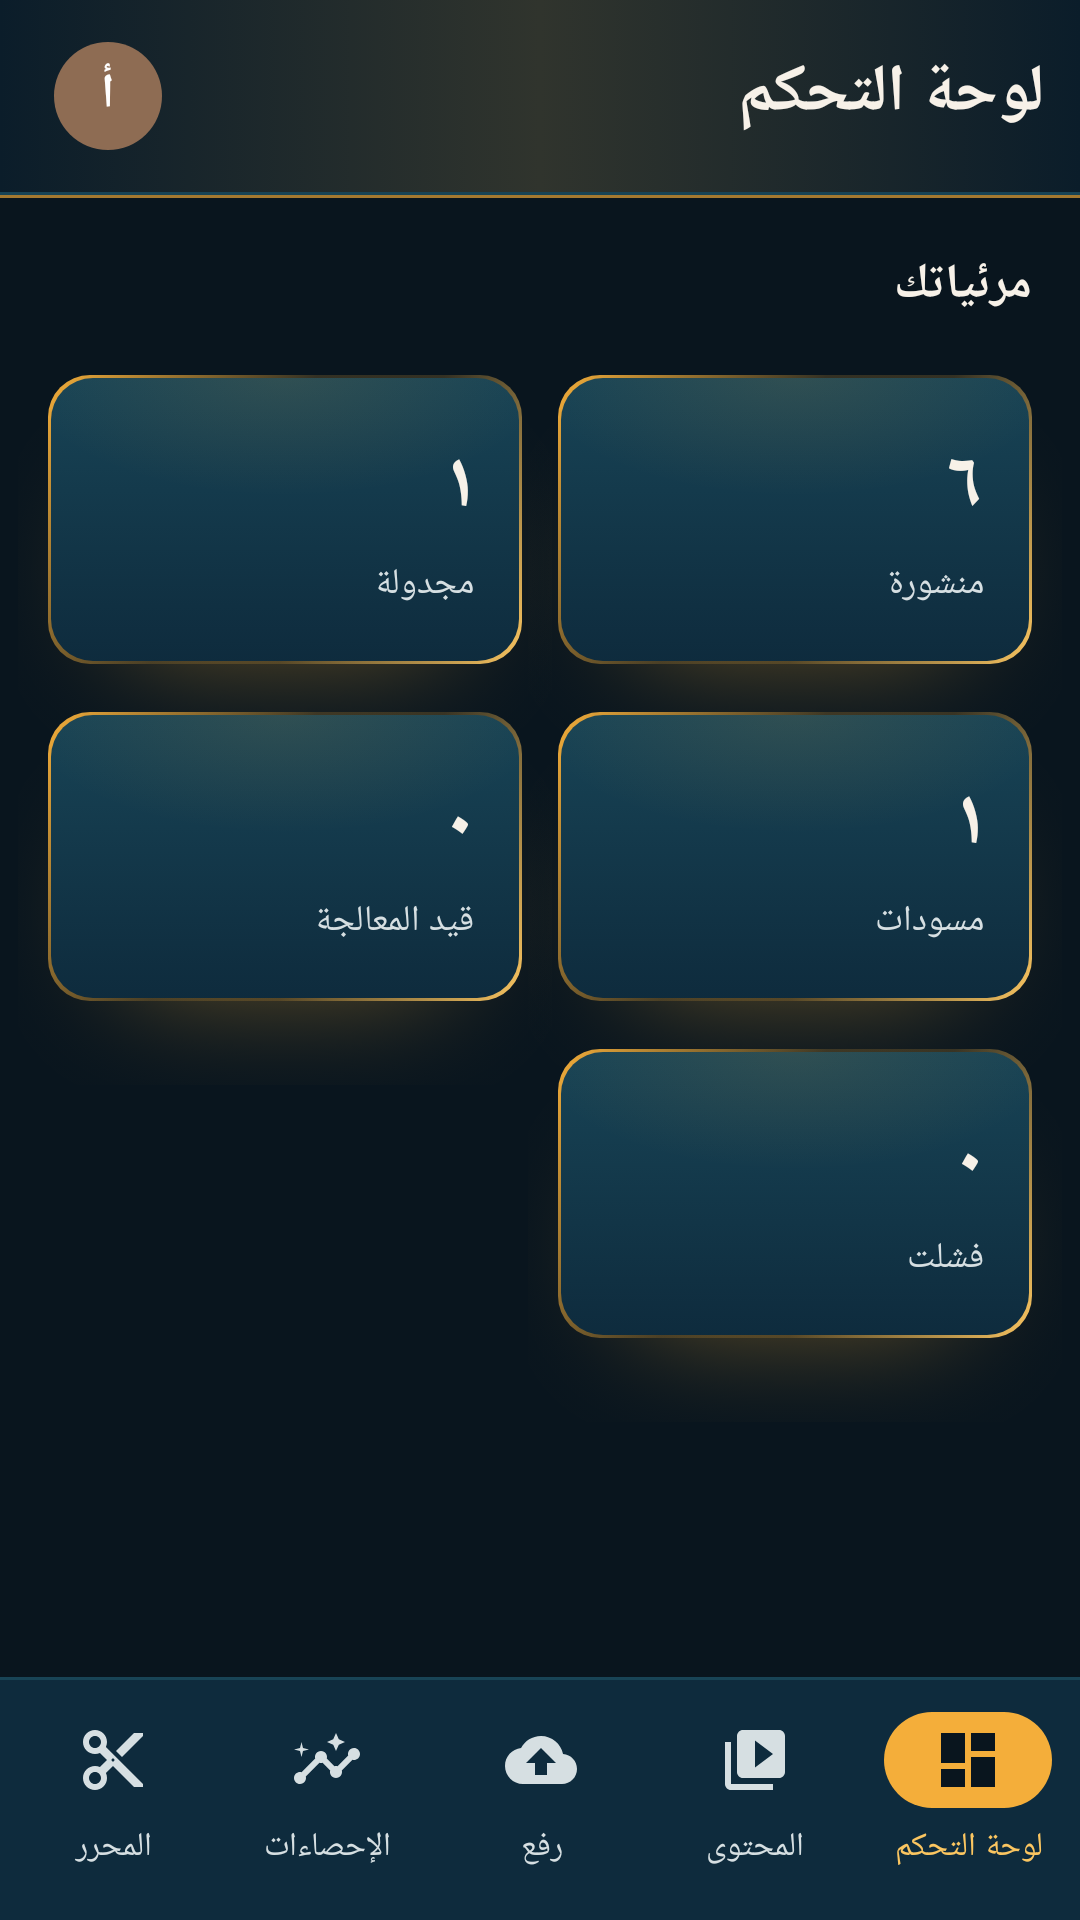 لوحة التحكم
أ
مرئياتك
٦
منشورة
١
مجدولة
١
مسودات
٠
قيد المعالجة
٠
فشلت
لوحة التحكم
المحتوى
رفع
الإحصاءات
المحرر